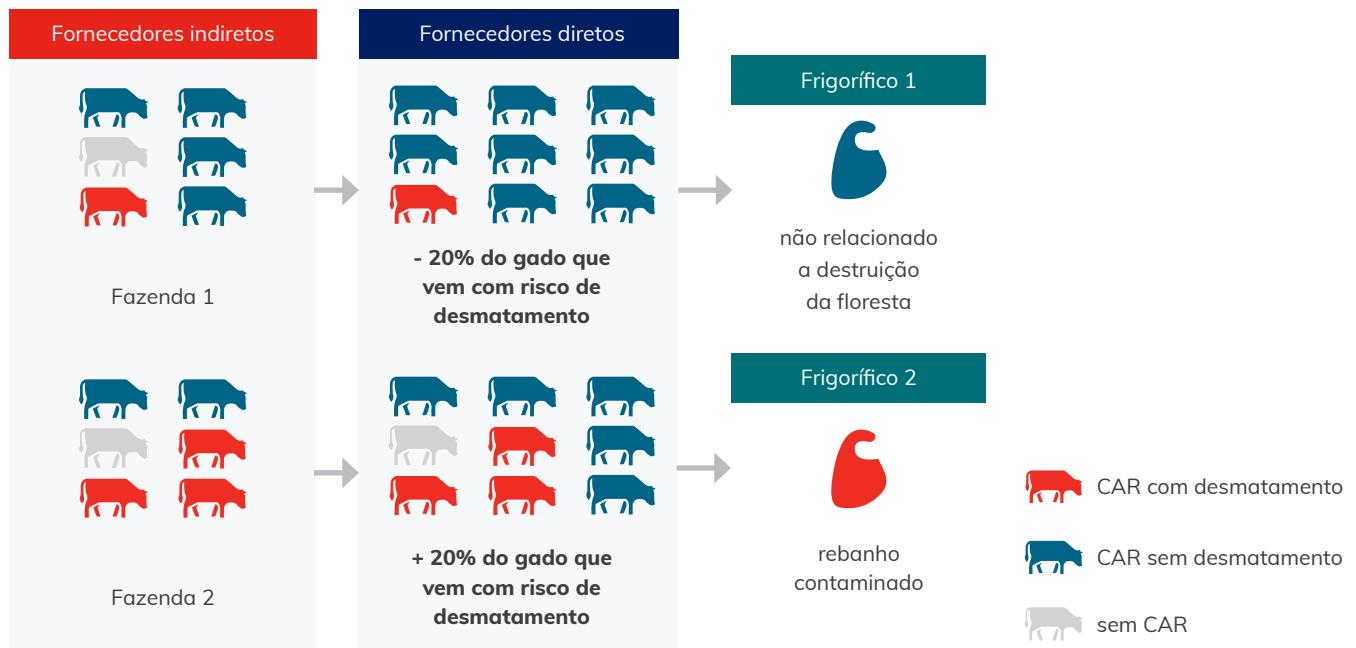 Fornecedores indiretos
Fornecedores diretos
Frigorífico 1
não relacionado
a destruição
da floresta
- 20% do gado que
vem com risco de
desmatamento
Fazenda 1
Frigorífico 2
rebanho
contaminado
+ 20% do gado que
vem com risco de
desmatamento
Fazenda 2
CAR com desmatamento
CAR sem desmatamento
sem CAR